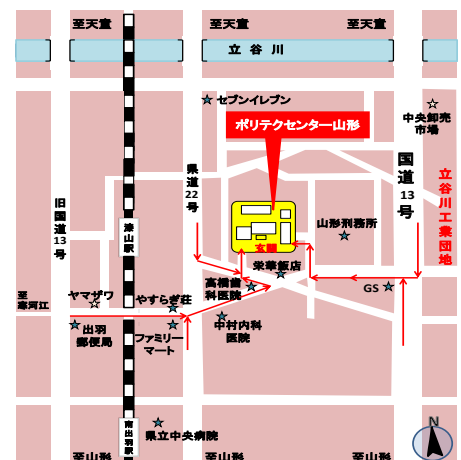 至天童
至天童
至天童
立谷川
セブンイレブン
中央卸売
市場
ポリテクセンター山形
県道
22
号
国道
13
号
旧国道
13
号
立谷川工業団地
漆山駅
山形刑務所
玄関
栄華飯店
至
寒河江
ヤマザワ
やすらぎ荘
高橋歯
科医院
GS
出羽
郵便局
ファミリー
マート
中村内科
医院
県立中央病院
南出羽駅
N
至山形
至山形
至山形